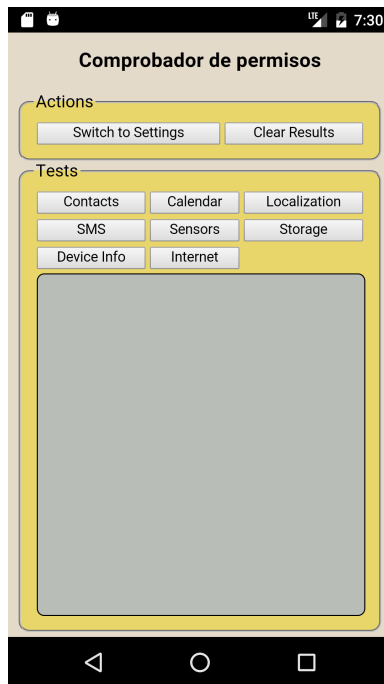 LTE 7:30
Comprobador de permisos
Actions
Switch to Settings Clear Results
Tests
Contacts Calendar Localization
SMS Sensors Storage
Device Info Internet